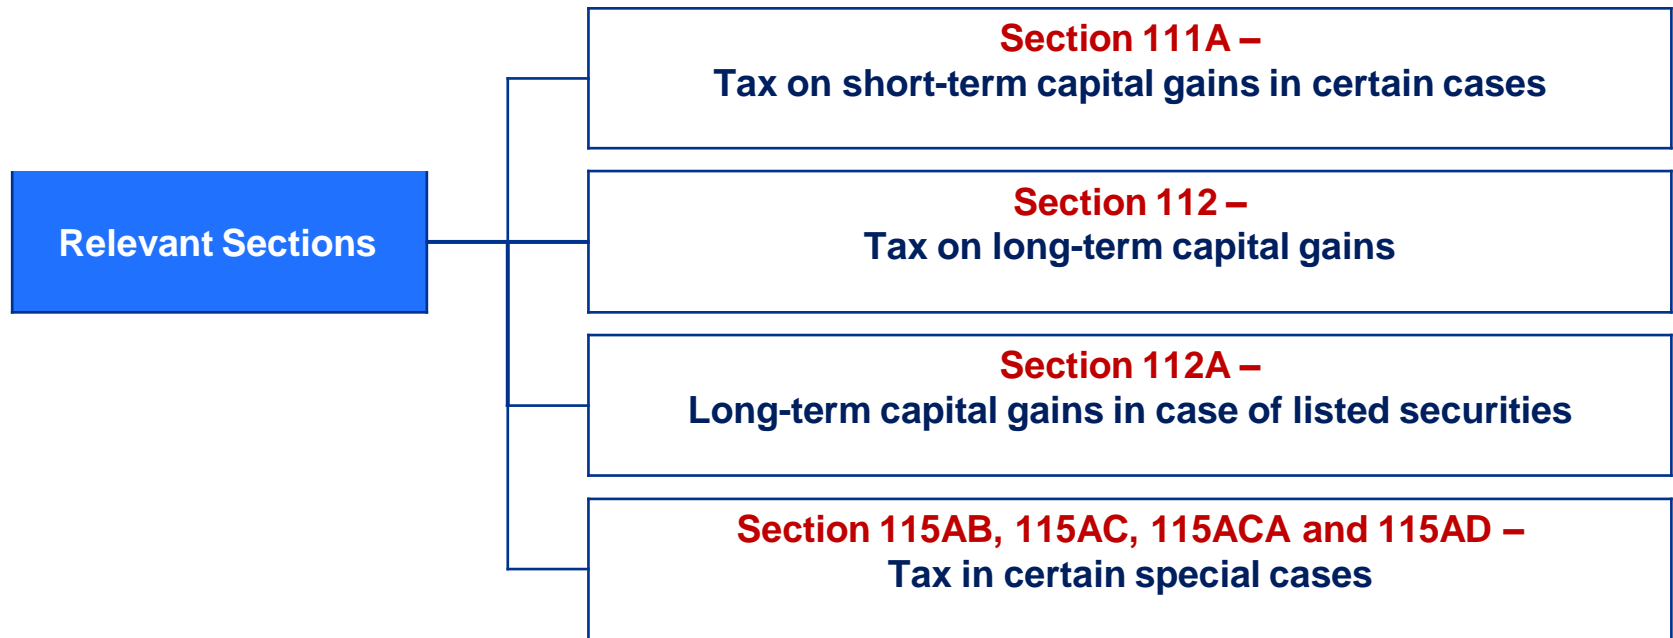 Relevant Sections
Section 111A –
Tax on short-term capital gains in certain cases
Section 112 –
Tax on long-term capital gains
Section 112A –
Long-term capital gains in case of listed securities
Section 115AB, 115AC, 115ACA and 115AD –
Tax in certain special cases